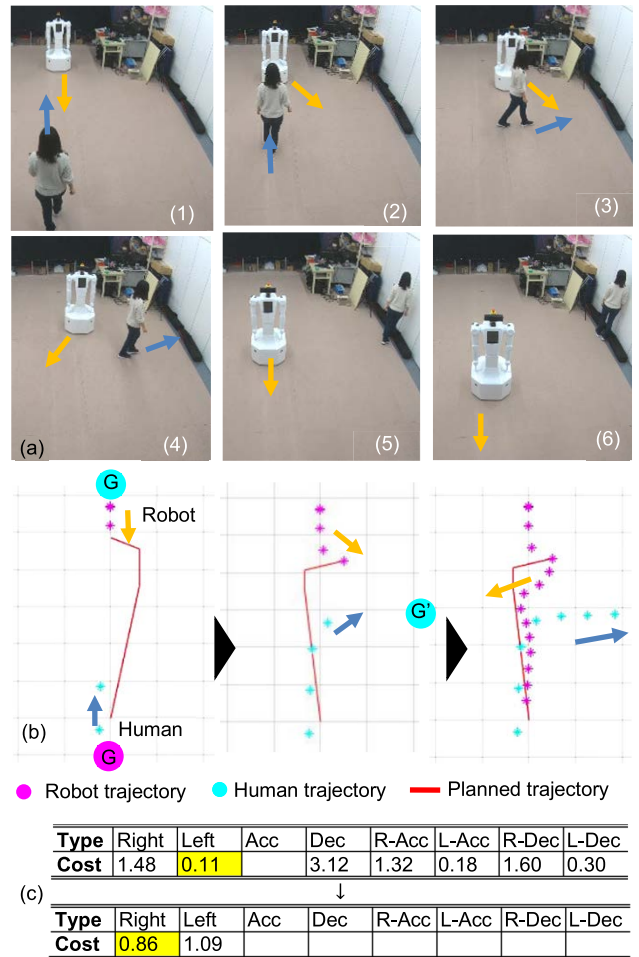 (1)
(2)
(3)
(a)
(4)
(5)
(6)
G
Robot
G'
(b)
Human
G
Robot trajectory
Human trajectory
Planned trajectory
Type Right Left Acc Dec R-Acc L-Acc R-Dec L-Dec
Cost 1.48 0.11 3.12 1.32 0.18 1.60 0.30
(c)
↓
Type Right Left Acc Dec R-Acc L-Acc R-Dec L-Dec
Cost 0.86 1.09